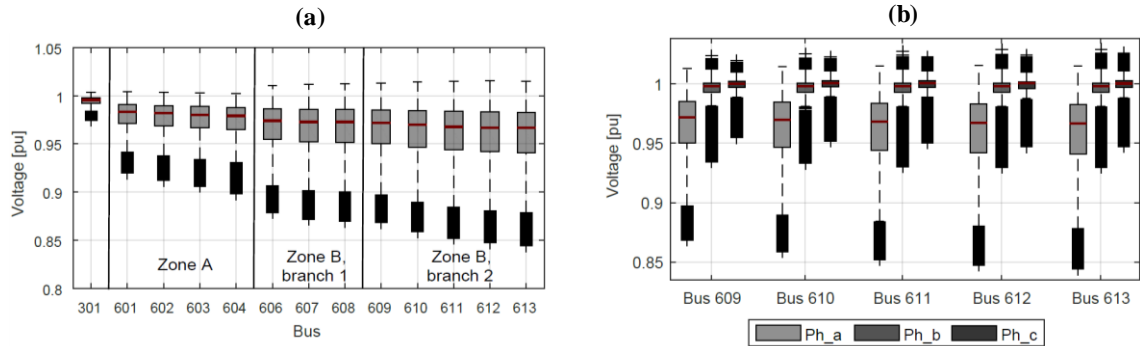 (a)
1.05
1
0.95
0.9
0.85
0.8
Voltage [pu]
Zone A
Zone B, branch 1
Zone B, branch 2
301 601 602 603 604 606 607 608 609 610 611 612 613
Bus
(b)
1
0.95
0.9
0.85
Voltage [pu]
Bus 609 Bus 610 Bus 611 Bus 612 Bus 613
Ph_a Ph_b Ph_c